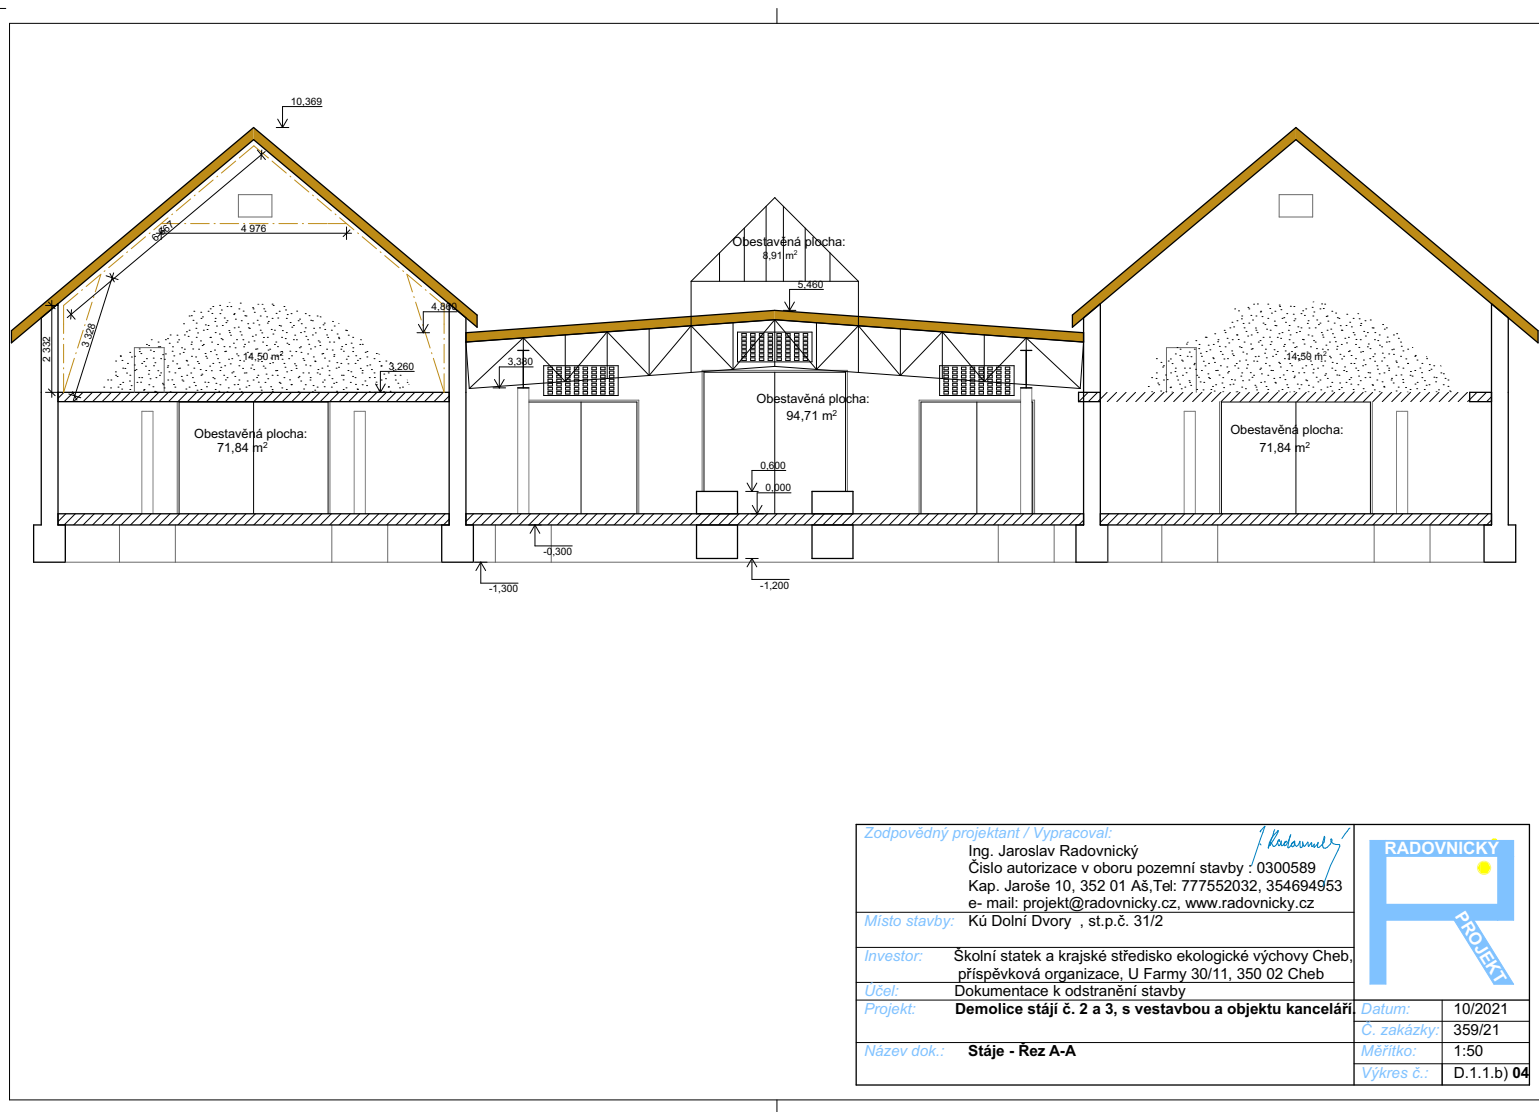 10,369
6 667
4 976
Obestavěná plocha:
8,91 m²
5,460
4,860
3 328
2 332
14,50 m²
3,260
3,380
14,50 m²
Obestavěná plocha:
94,71 m²
Obestavěná plocha:
71,84 m²
Obestavěná plocha:
71,84 m²
0,600
0,000
-0,300
-1,300
-1,200
Zodpovědný projektant / Vypracoval:
Ing. Jaroslav Radovnický
Čislo autorizace v oboru pozemní stavby : 0300589
Kap. Jaroše 10, 352 01 Aš,Tel: 777552032, 354694953
e- mail: projekt@radovnicky.cz, www.radovnicky.cz
Místo stavby: Kú Dolní Dvory , st.p.č. 31/2
Investor: Školní statek a krajské středisko ekologické výchovy Cheb,
příspěvková organizace, U Farmy 30/11, 350 02 Cheb
Účel: Dokumentace k odstranění stavby
Projekt: Demolice stájí č. 2 a 3, s vestavbou a objektu kanceláří.
Název dok.: Stáje - Řez A-A
RADOVNICKÝ
PROJEKT
Datum: 10/2021
Č. zakázky: 359/21
Měřítko: 1:50
Výkres č.: D.1.1.b) 04